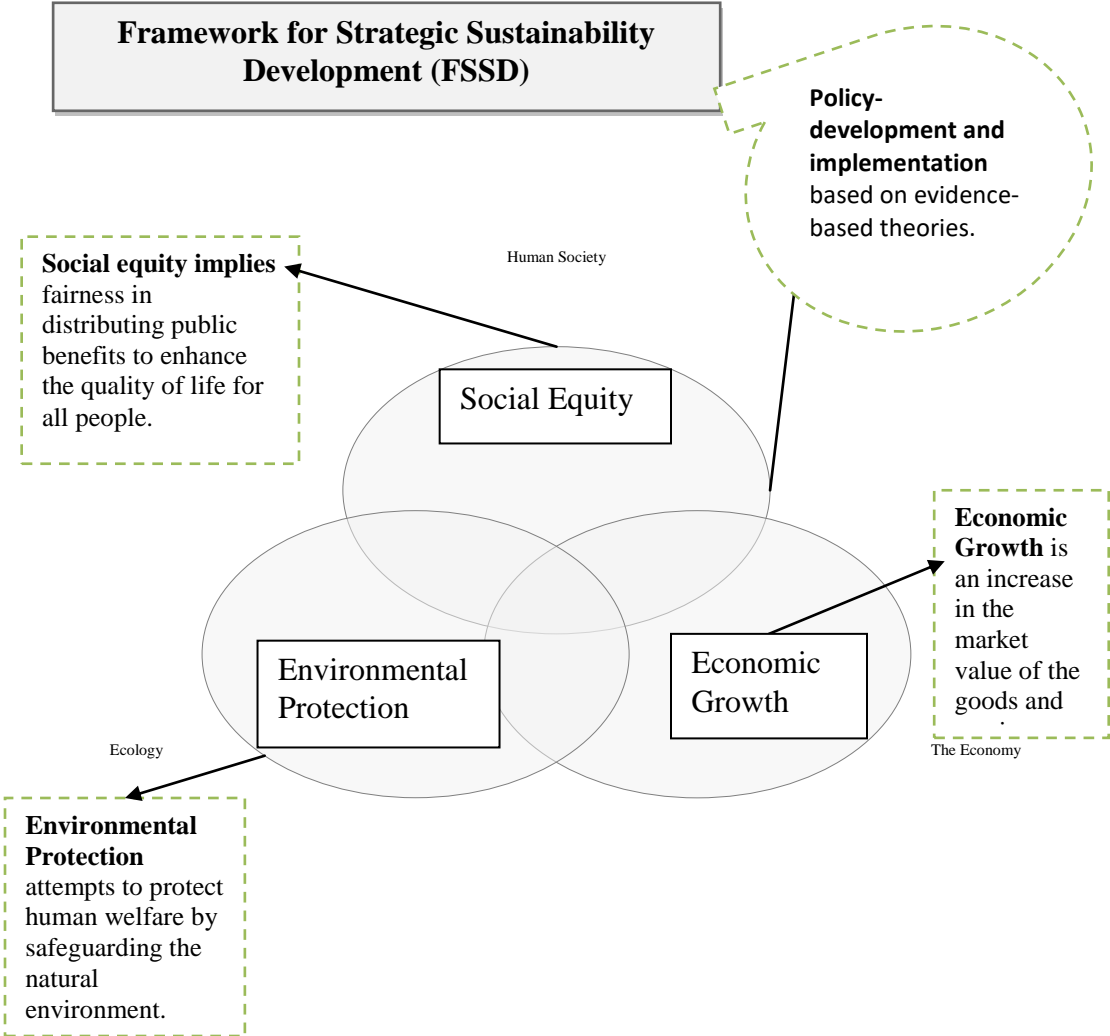 Framework for Strategic Sustainability
Development (FSSD)
Policy-
development and
implementation
based on evidence-
based theories.
Human Society
Social equity implies
fairness in
distributing public
benefits to enhance
the quality of life for
all people.
Social Equity
Economic
Growth is
an increase
in the
market
value of the
goods and
Environmental
Protection
Economic
Growth
Ecology
The Economy
Environmental
Protection
attempts to protect
human welfare by
safeguarding the
natural
environment.